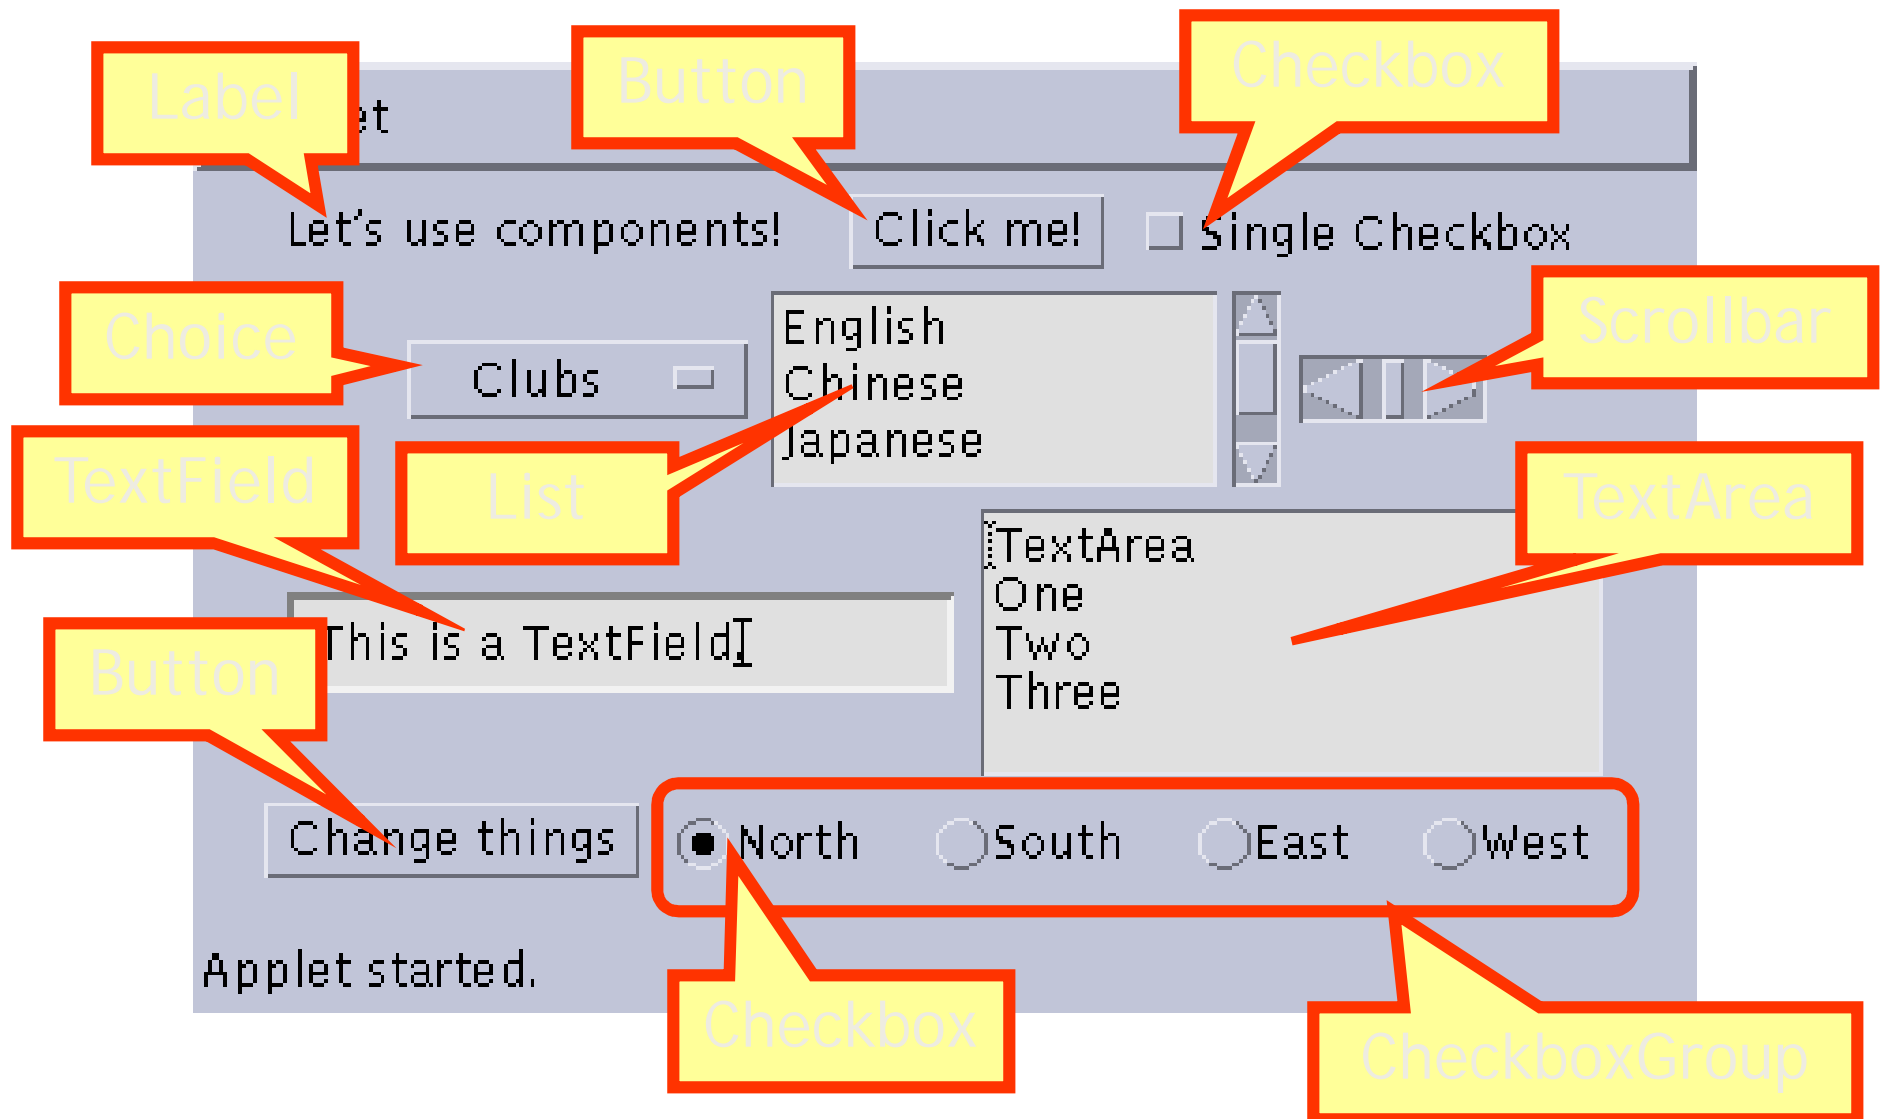 Label
Button
Checkbox
et
Let's use components!
Click me!
Single Checkbox
Choice
Clubs
English
Chinese
Japanese
Scrollbar
TextField
List
TextArea
TextArea
One
Two
Three
This is a TextField.
Button
Change things
North
South
East
West
Applet started.
Checkbox
CheckboxGroup